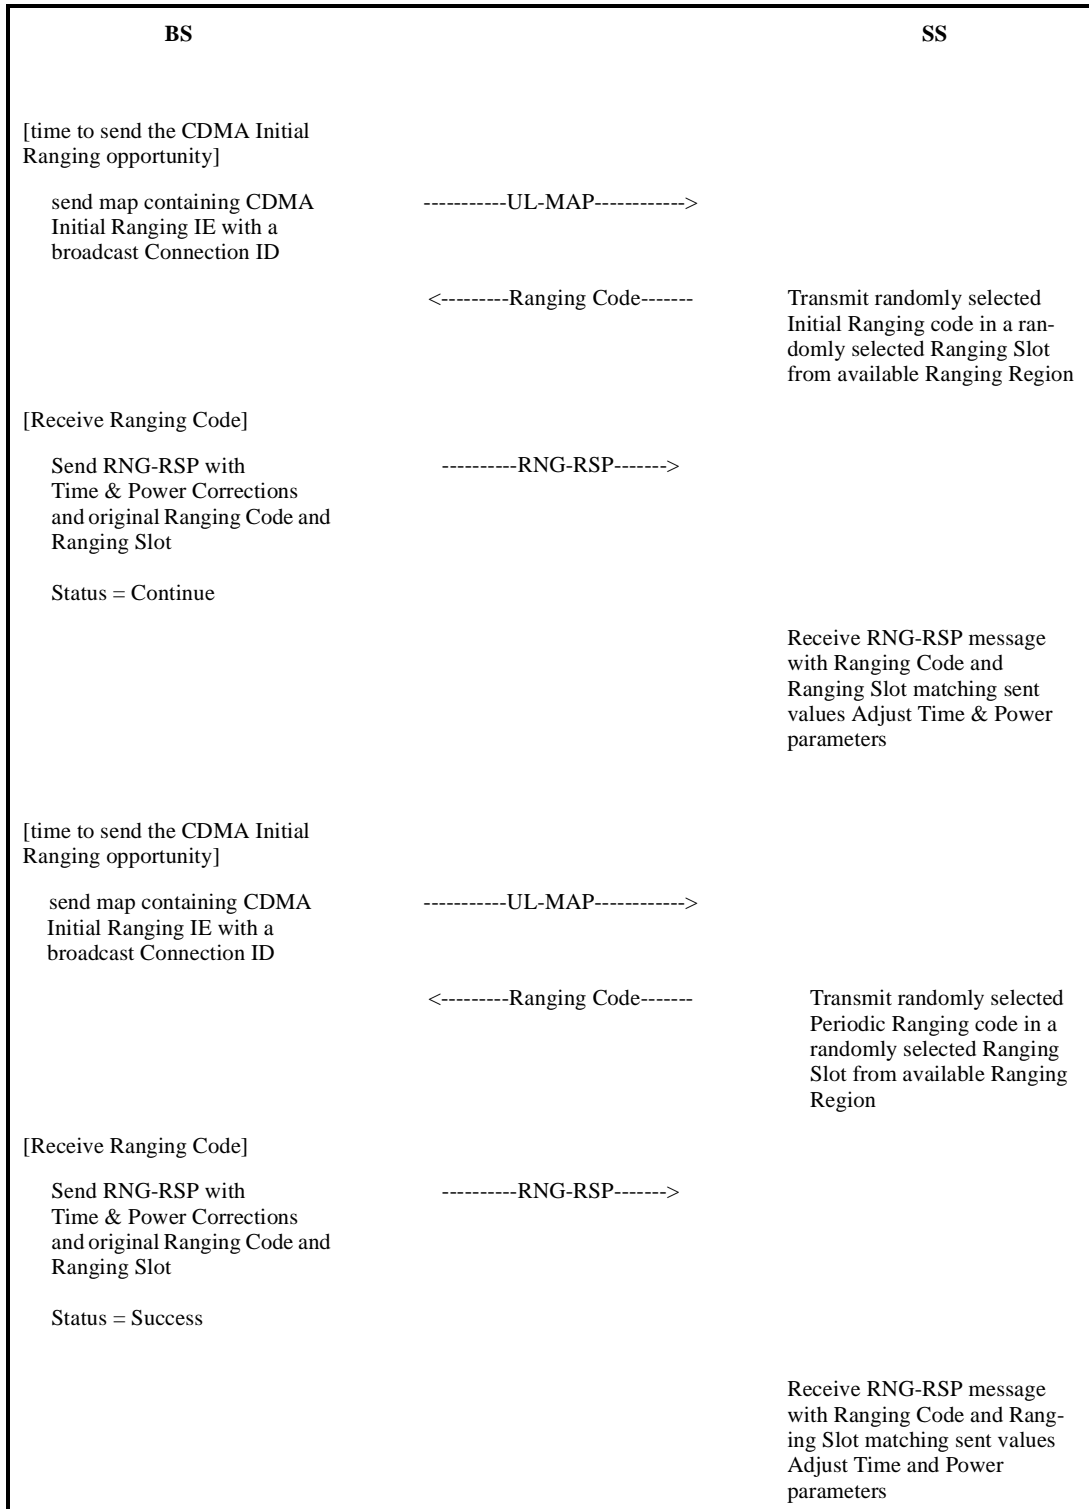 BS SS
[time to send the CDMA Initial
Ranging opportunity]
send map containing CDMA
Initial Ranging IE with a
broadcast Connection ID
-----------UL-MAP------------>
<---------Ranging Code-------
Transmit randomly selected
Initial Ranging code in a ran-
domly selected Ranging Slot
from available Ranging Region
[Receive Ranging Code]
Send RNG-RSP with
Time & Power Corrections
and original Ranging Code and
Ranging Slot
----------RNG-RSP------->
Status = Continue
Receive RNG-RSP message
with Ranging Code and
Ranging Slot matching sent
values Adjust Time & Power
parameters
[time to send the CDMA Initial
Ranging opportunity]
send map containing CDMA
Initial Ranging IE with a
broadcast Connection ID
-----------UL-MAP------------>
<---------Ranging Code-------
Transmit randomly selected
Periodic Ranging code in a
randomly selected Ranging
Slot from available Ranging
Region
[Receive Ranging Code]
Send RNG-RSP with
Time & Power Corrections
and original Ranging Code and
Ranging Slot
----------RNG-RSP------->
Status = Success
Receive RNG-RSP message
with Ranging Code and Rang-
ing Slot matching sent values
Adjust Time and Power
parameters